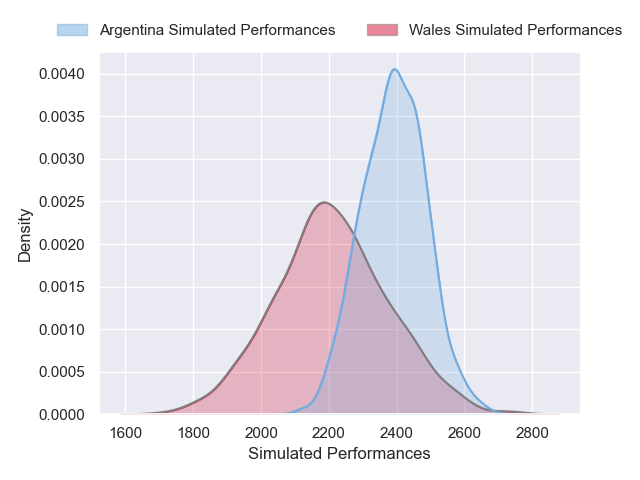 Argentina Simulated Performances Wales Simulated Performances
0.0040
0.0035
0.0030
0.0025
0.0020
0.0015
0.0010
0.0005
0.0000
Density
1600 1800 2000 2200 2400 2600 2800
Simulated Performances